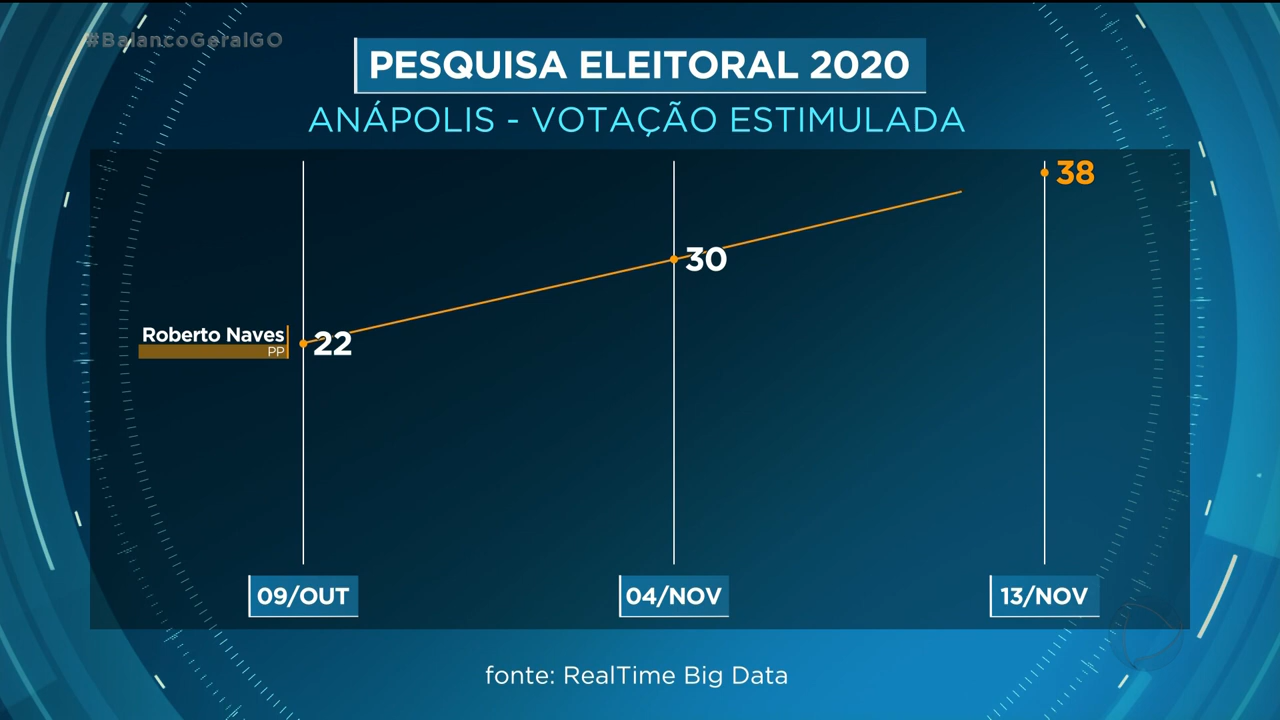 #BalancoGeralGO
PESQUISA ELEITORAL 2020
ANÁPOLIS - VOTAÇÃO ESTIMULADA
38
30
Roberto Naves
PP
22
09/OUT
04/NOV
13/NOV
fonte: RealTime Big Data